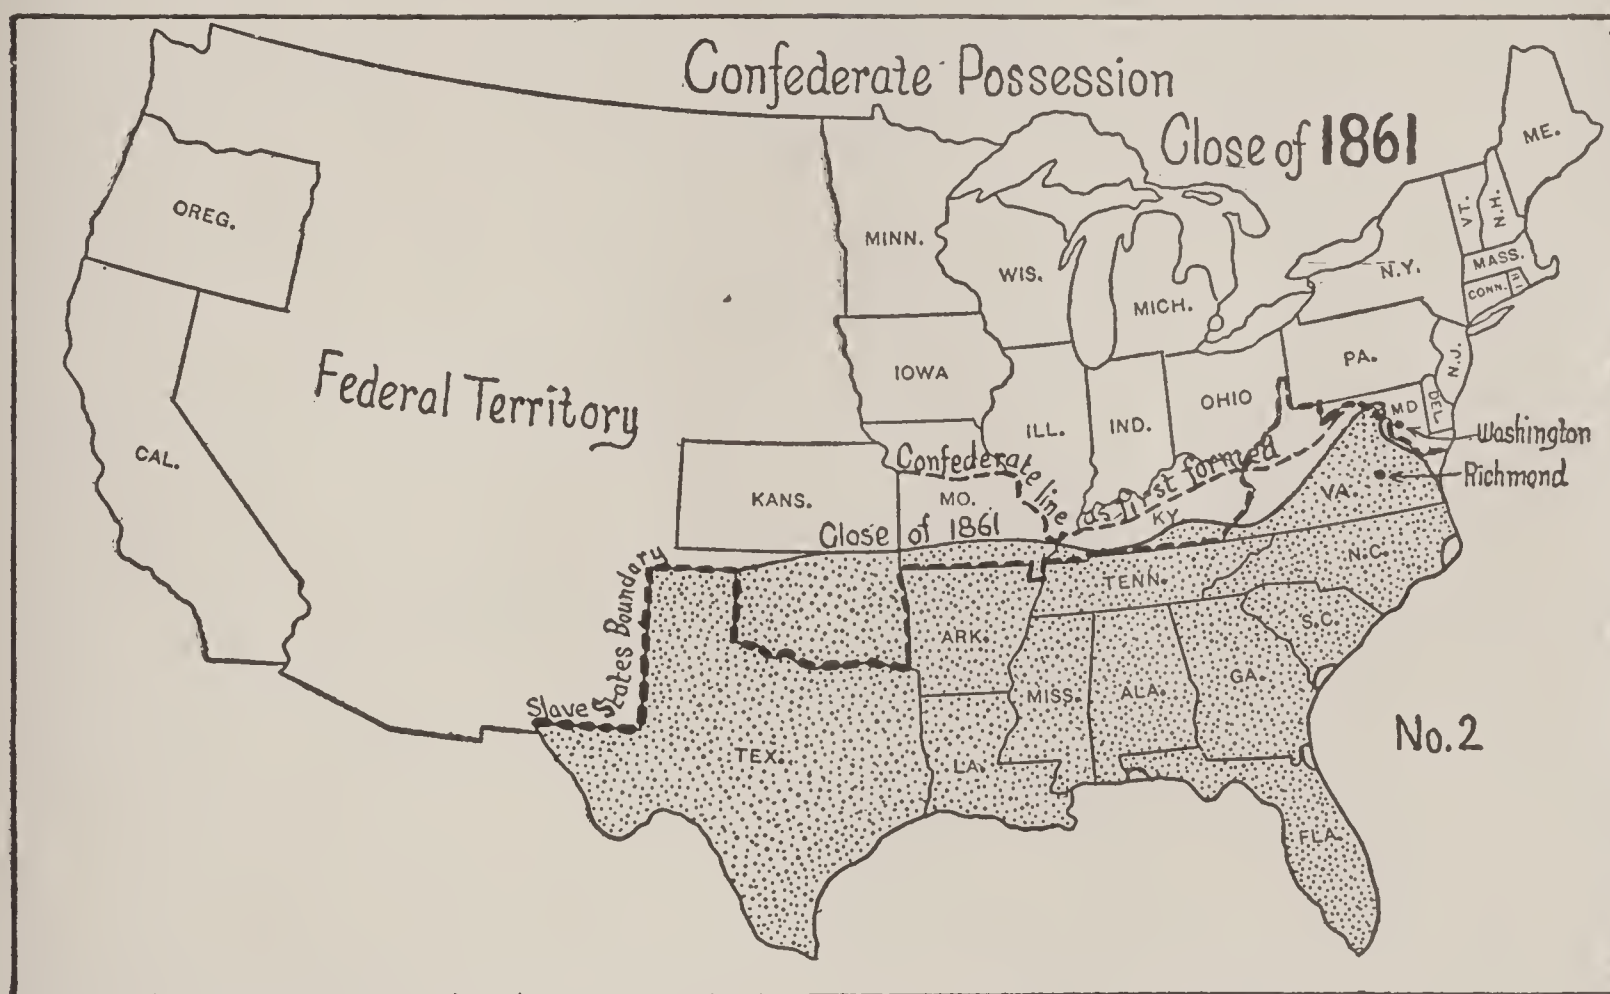 Confederate Possession
Close of 1861
ME.
OREG.
VT.
N.H.
MINN.
WIS.
MICH.
N.Y.
MASS.
CONN.
R.I.
Federal Territory
IOWA
PA.
N.J.
OHIO
MD
DEL.
ILL.
IND.
Washington
CAL.
Confederate line as first formed
Richmond
KANS.
MO.
VA.
KY.
Close of 1861
N.C.
TENN.
Slave States Boundary
ARK.
S.C.
MISS.
ALA.
GA.
No.2
TEX.
LA.
FLA.